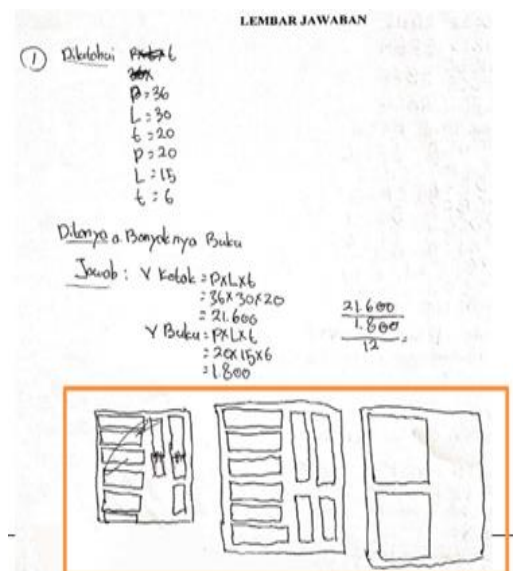 LEMBAR JAWABAN
① Diketahui
P = 36
L = 30
t = 20
P = 20
L = 15
t = 6
Ditanya a. Banyaknya Buku
Jawab : V Kotak = PxLxt
= 36x30x20
= 21.600
V Buku = PxLxt
= 20x15x6
= 1.800
21.600
1.800
12